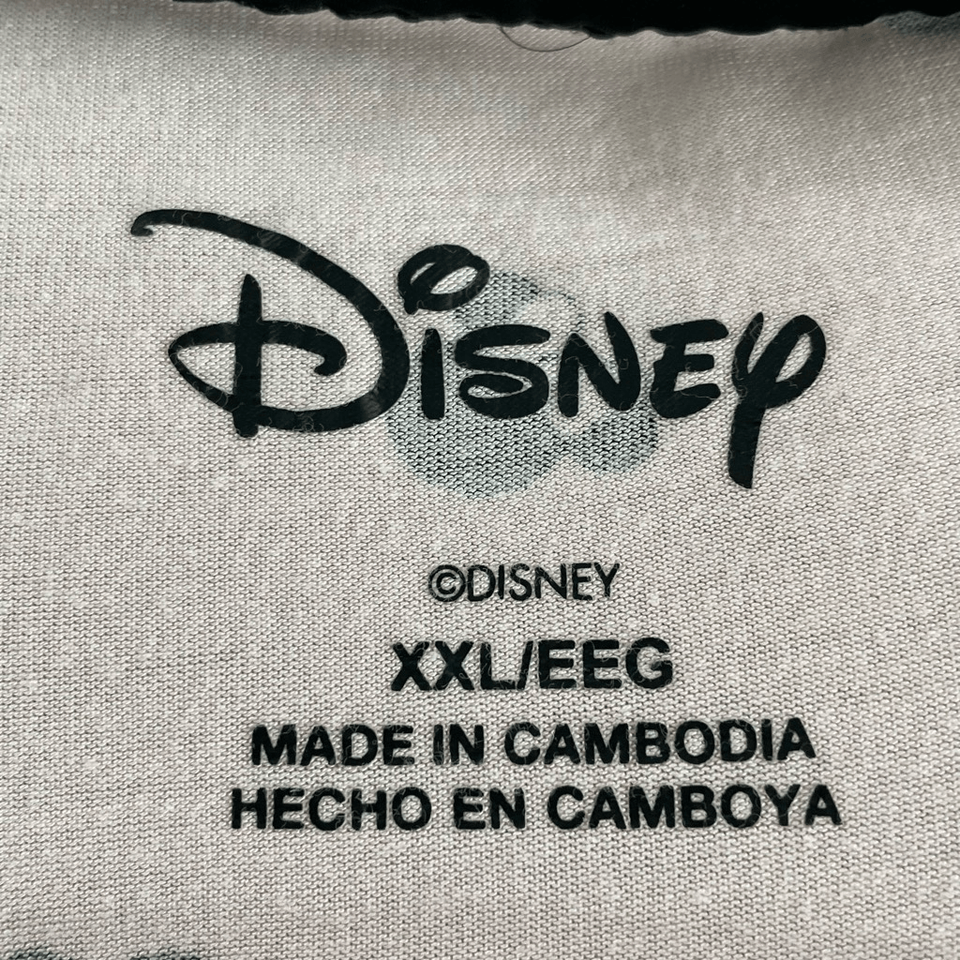 Disney
©DISNEY
XXL/EEG
MADE IN CAMBODIA
HECHO EN CAMBOYA